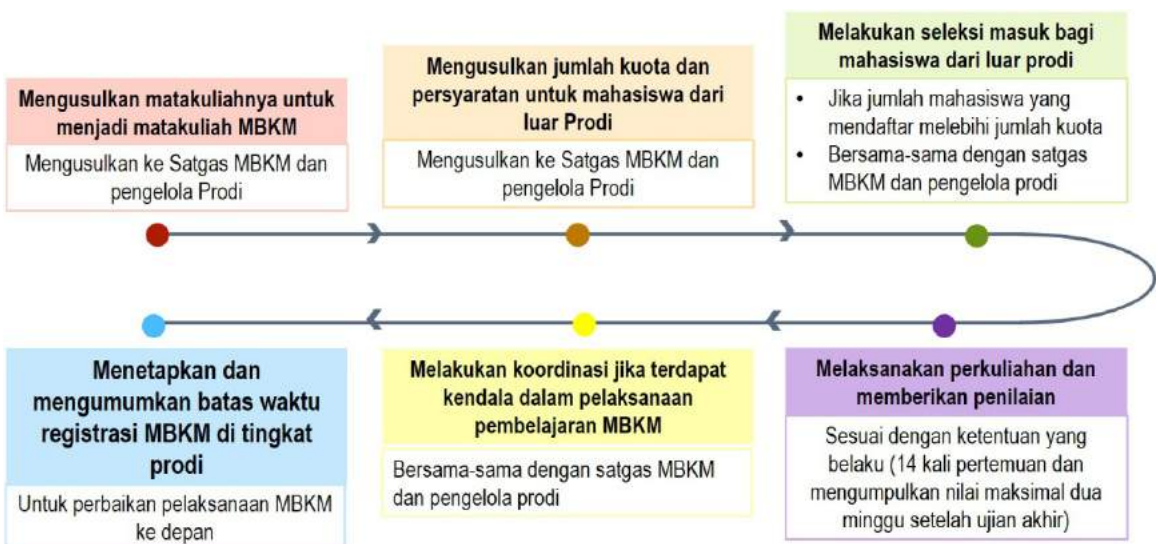 Mengusulkan matakuliahnya untuk
menjadi matakuliah MBKM
Mengusulkan ke Satgas MBKM dan
pengelola Prodi
Mengusulkan jumlah kuota dan
persyaratan untuk mahasiswa dari
luar Prodi
Mengusulkan ke Satgas MBKM dan
pengelola Prodi
Melakukan seleksi masuk bagi
mahasiswa dari luar prodi
• Jika jumlah mahasiswa yang
mendaftar melebihi jumlah kuota
• Bersama-sama dengan satgas
MBKM dan pengelola prodi
Menetapkan dan
mengumumkan batas waktu
registrasi MBKM di tingkat
prodi
Untuk perbaikan pelaksanaan MBKM
ke depan
Melakukan koordinasi jika terdapat
kendala dalam pelaksanaan
pembelajaran MBKM
Bersama-sama dengan satgas MBKM
dan pengelola prodi
Melaksanakan perkuliahan dan
memberikan penilaian
Sesuai dengan ketentuan yang
belaku (14 kali pertemuan dan
mengumpulkan nilai maksimal dua
minggu setelah ujian akhir)